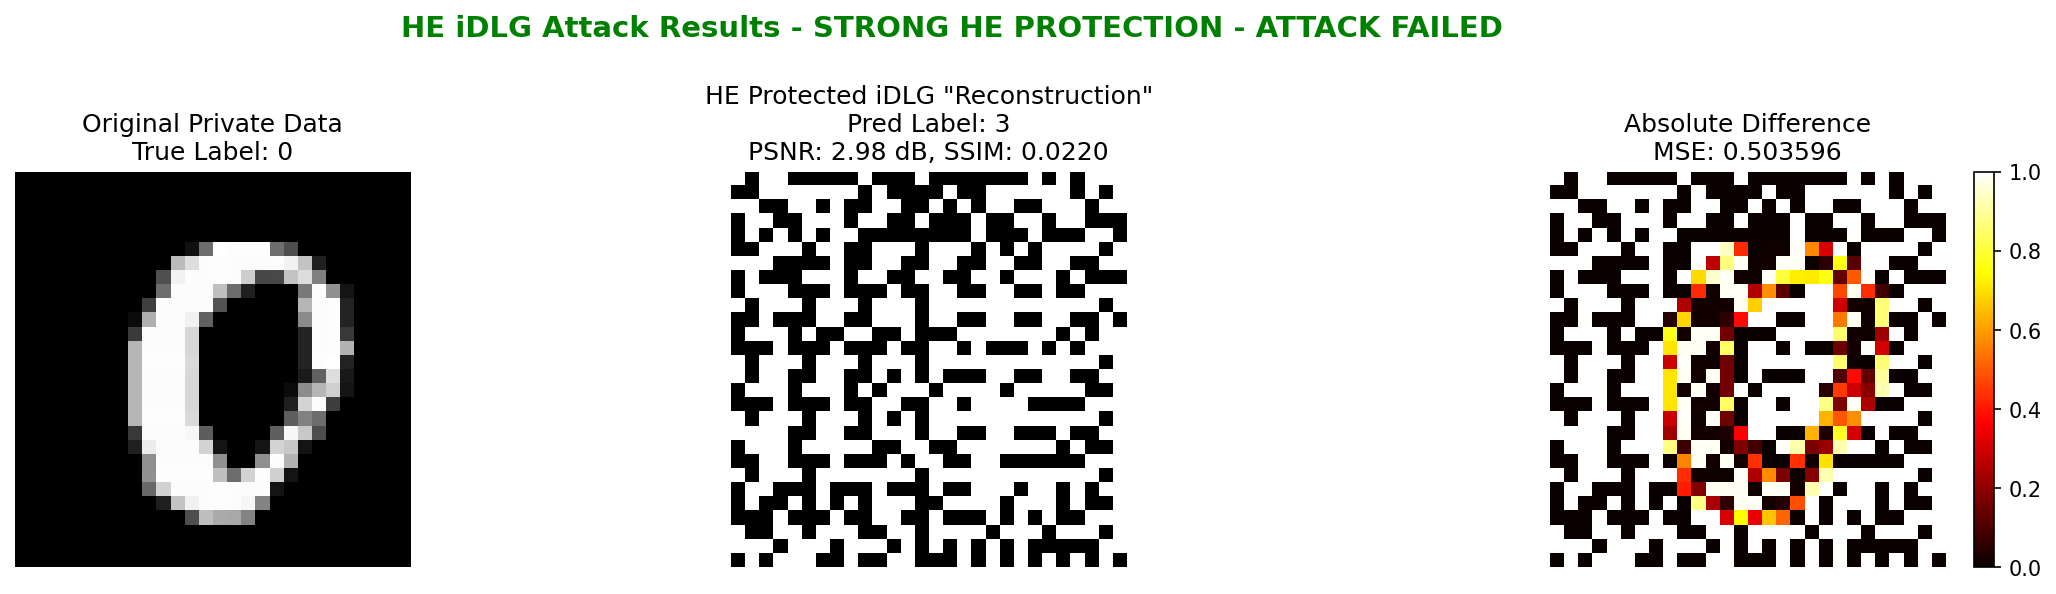 HE iDLG Attack Results - STRONG HE PROTECTION - ATTACK FAILED
Original Private Data
True Label: 0
HE Protected iDLG "Reconstruction"
Pred Label: 3
PSNR: 2.98 dB, SSIM: 0.0220
Absolute Difference
MSE: 0.503596
1.0
0.8
0.6
0.4
0.2
0.0